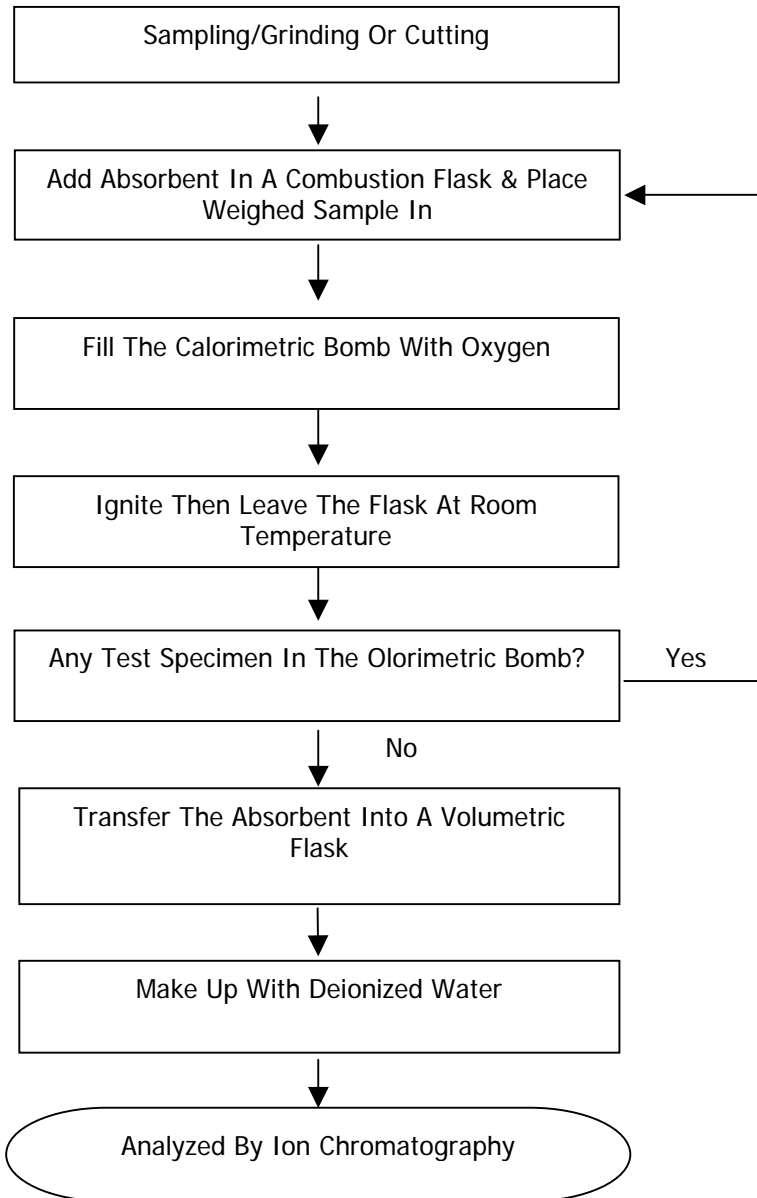 Sampling/Grinding Or Cutting
Add Absorbent In A Combustion Flask & Place
Weighed Sample In
Fill The Calorimetric Bomb With Oxygen
Ignite Then Leave The Flask At Room
Temperature
Any Test Specimen In The Olorimetric Bomb?
Yes
No
Transfer The Absorbent Into A Volumetric
Flask
Make Up With Deionized Water
Analyzed By Ion Chromatography